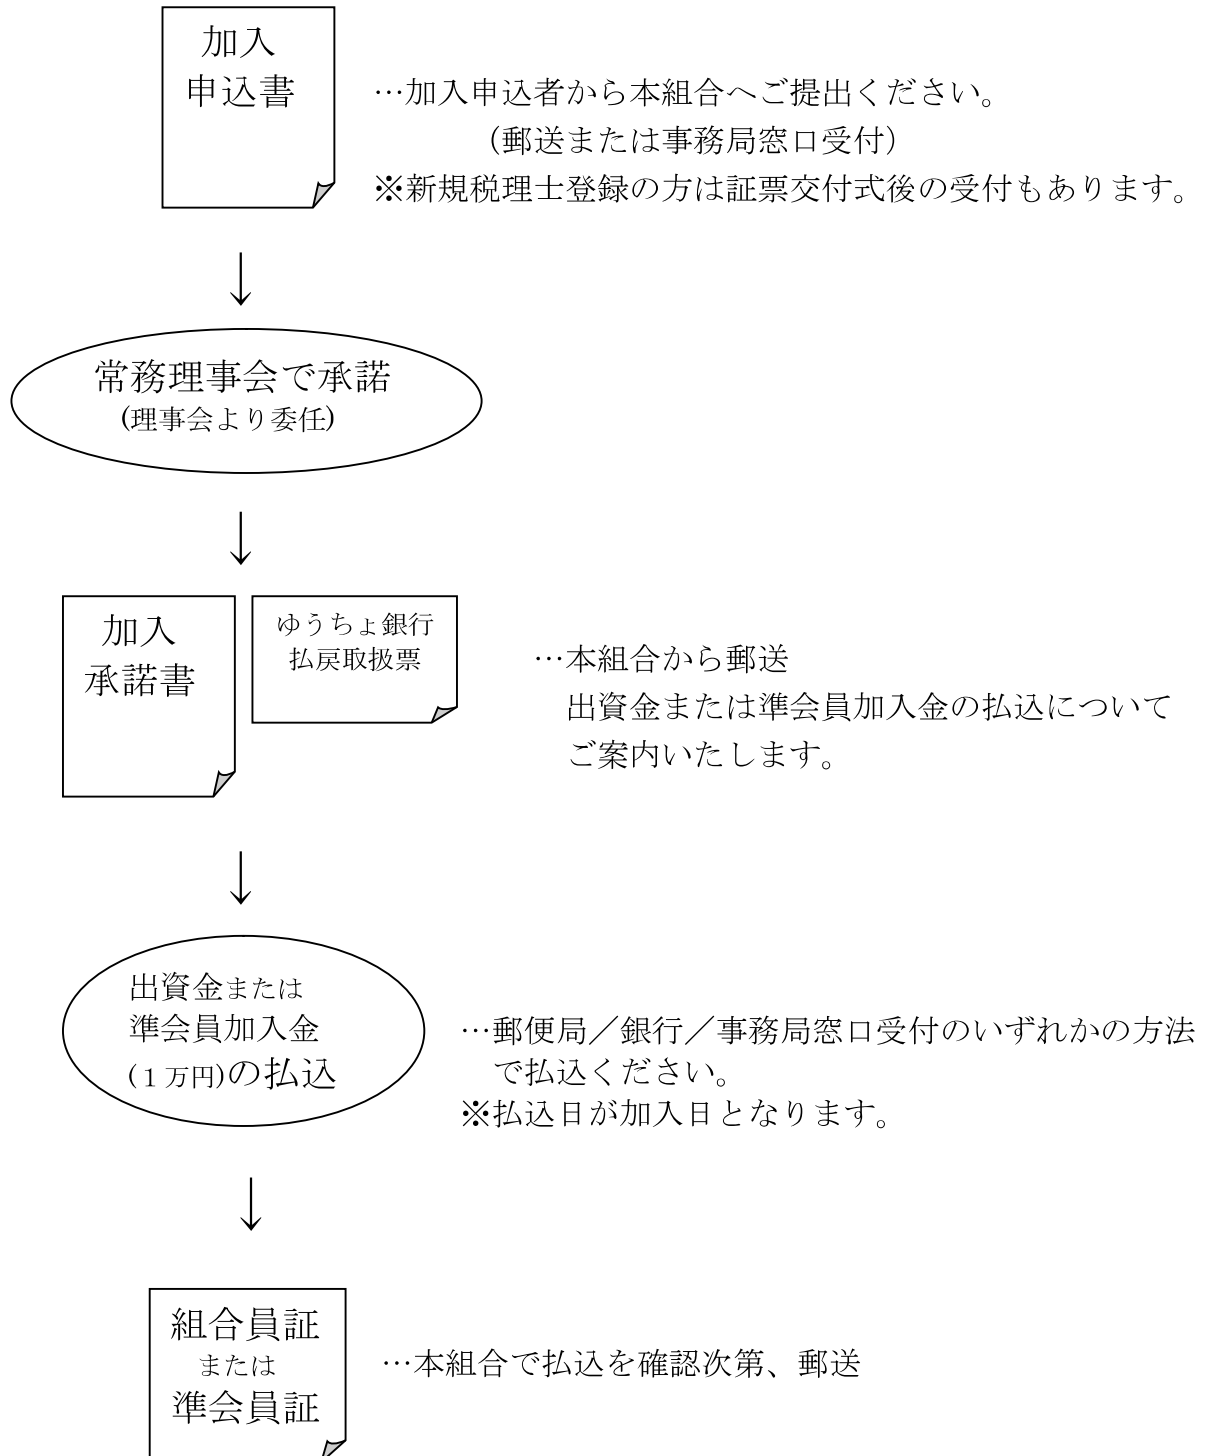 加入
申込書
…加入申込者から本組合へご提出ください。
（郵送または事務局窓口受付）
※新規税理士登録の方は証票交付式後の受付もあります。
↓
常務理事会で承諾
(理事会より委任)
↓
加入
承諾書
ゆうちょ銀行
払戻取扱票
…本組合から郵送
出資金または準会員加入金の払込について
ご案内いたします。
↓
出資金または
準会員加入金
(１万円)の払込
…郵便局／銀行／事務局窓口受付のいずれかの方法
で払込ください。
※払込日が加入日となります。
↓
組合員証
または
準会員証
…本組合で払込を確認次第、郵送